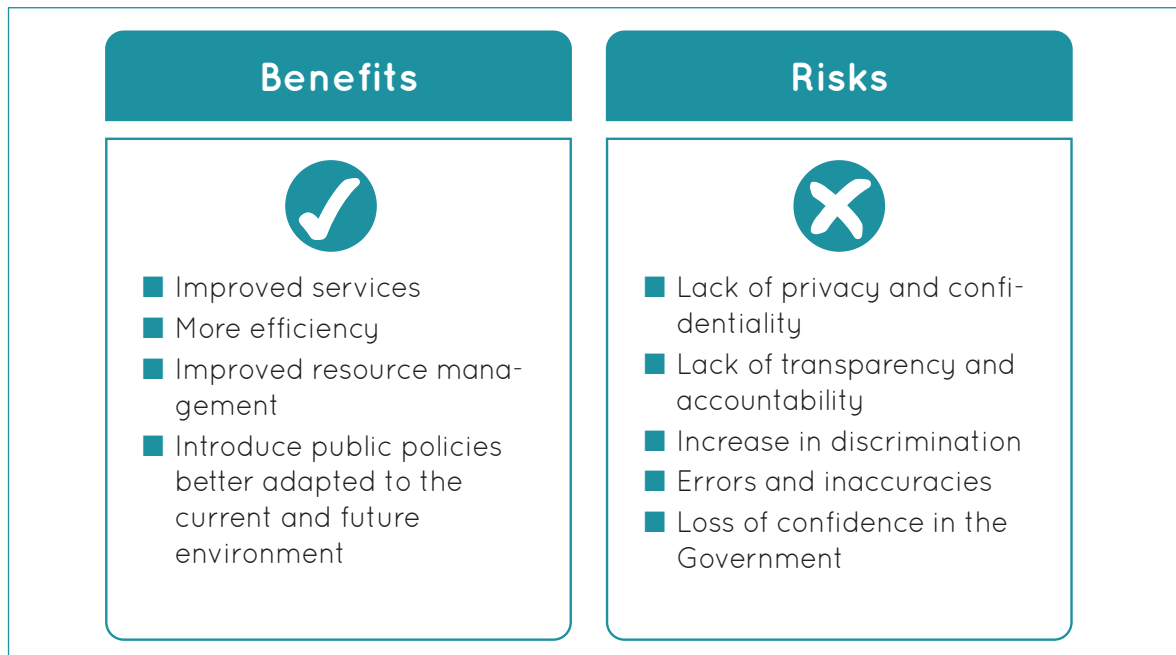 Benefits
Improved services
More efficiency
Improved resource mana-
gement
Introduce public policies
better adapted to the
current and future
environment
Risks
Lack of privacy and confi-
dentiality
Lack of transparency and
accountability
Increase in discrimination
Errors and inaccuracies
Loss of confidence in the
Government